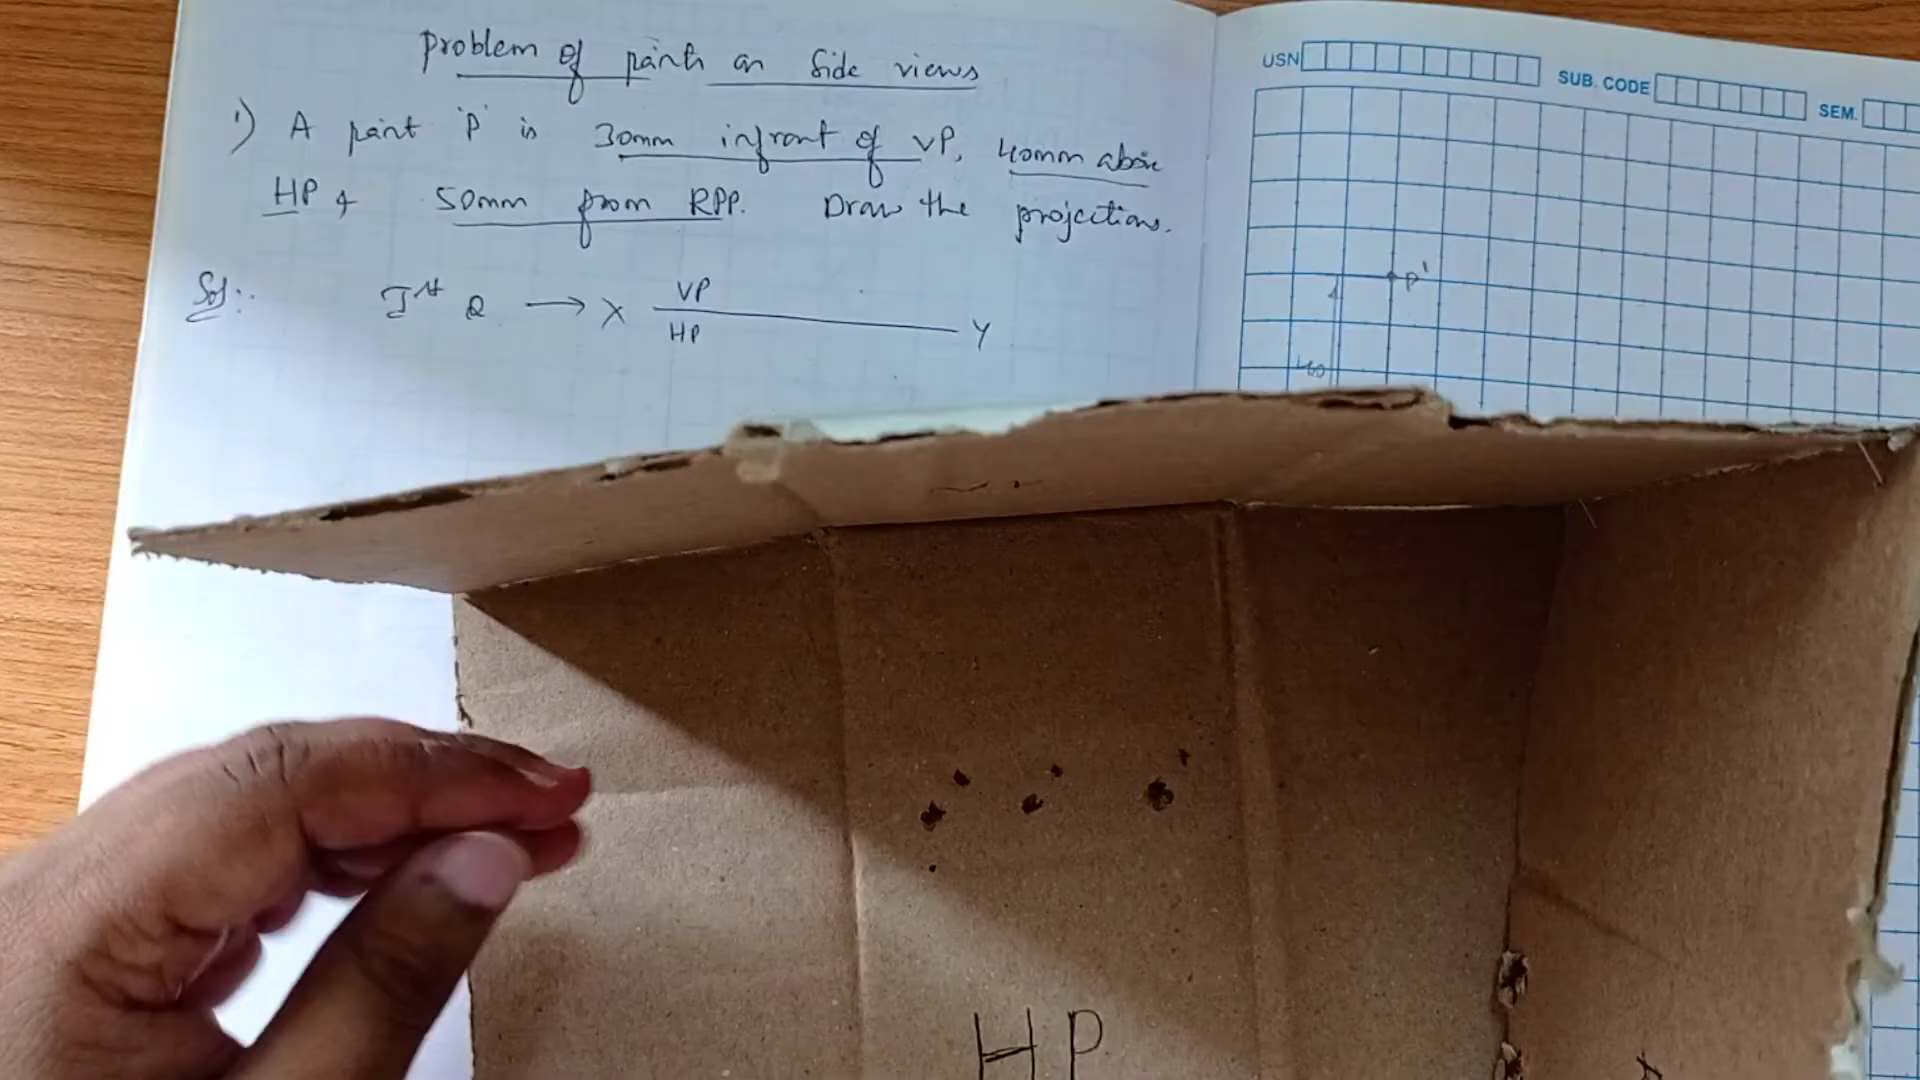 Problem of points on Side views
1) A point 'P' is 30mm infront of VP, 40mm above
HP & 50mm from RPP. Draw the projections.
Sol:. Ist Q → X VP
HP Y
USN SUB. CODE SEM.
P'
40
HP